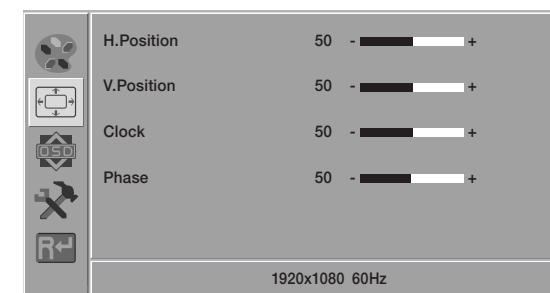 H.Position 50 - +
V.Position 50 - +
Clock 50 - +
Phase 50 - +
OSD
R
1920x1080 60Hz